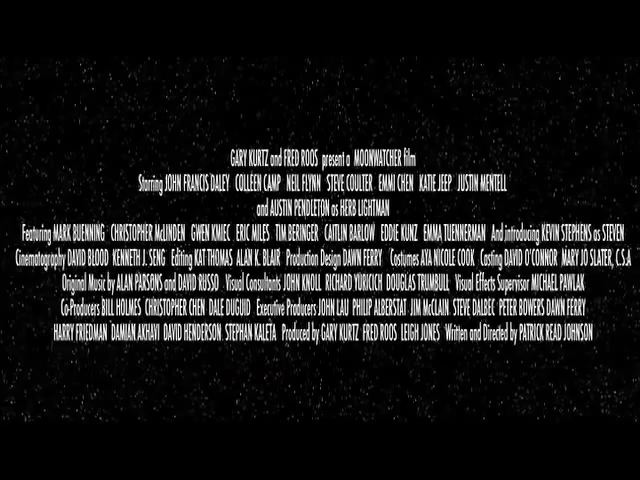 GARY KURTZ and FRED ROOS present a MOONWATCHER film
Starring JOHN FRANCIS DALEY COLLEEN CAMP NEIL FLYNN STEVE COULTER EMMI CHEN KATIE JEEP JUSTIN MENTELL
and AUSTIN PENDLETON as HERB LIGHTMAN
Featuring MARK BUENNING CHRISTOPHER McLINDEN GWEN KMIEC ERIC NILES TIM BERINGER CAITLIN BARLOW EDDIE KUNZ EMMA TUENNERMAN And introducing KEVIN STEPHENS as STEVEN
Cinematography DAVID BLOOD KENNETH J. SENG Editing KAT THOMAS ALAN K. BLAIR Production Design DAWN FERRY Costumes AYA NICOLE COOK Casting DAVID O'CONNOR MARY JO SLATER, C.S.A
Original Music by ALAN PARSONS and DAVID RUSSO Visual Consultants JOHN KNOLL RICHARD YURICICH DOUGLAS TRUMBULL Visual Effects Supervisor MICHAEL PAWLAK
Co-Producers BILL HOLMES CHRISTOPHER CHEN DALE DUGUID Executive Producers JOHN LAU PHILIP ALBERSTAT JIM McCLAIN STEVE DALBEC PETER BOWERS DAWN FERRY
HARRY FRIEDMAN DAMIAN AKHAVI DAVID HENDERSON STEPHAN KALETA Produced by GARY KURTZ FRED ROOS LEIGH JONES Written and Directed by PATRICK READ JOHNSON